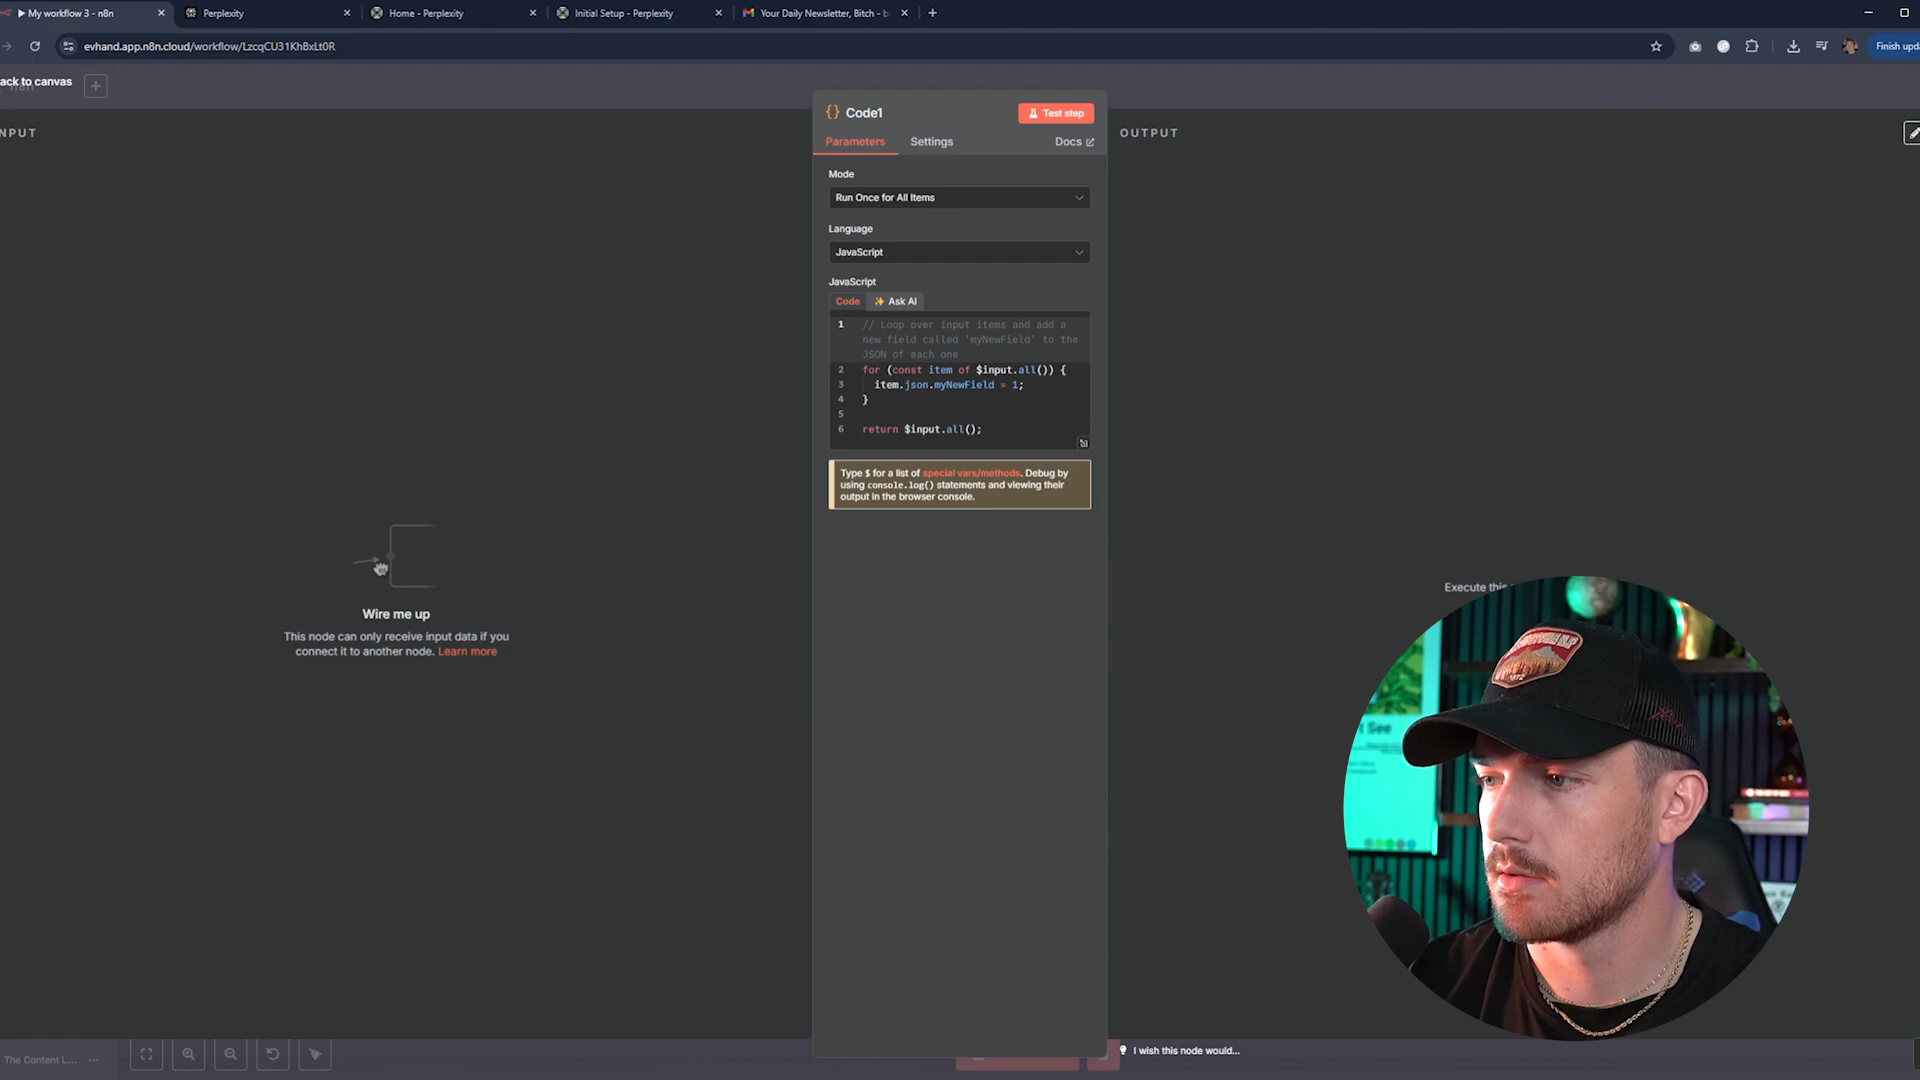 My workflow 3 - n8n
Perplexity
Home - Perplexity
Initial Setup - Perplexity
Your Daily Newsletter, Bitch - b
evhand.app.n8n.cloud/workflow/LzcqCU31KhBxLt0R
Finish upda
ack to canvas
NPUT
Code1
Test step
OUTPUT
Parameters
Settings
Docs
Mode
Run Once for All Items
Language
JavaScript
JavaScript
Code
Ask AI
1 // Loop over input items and add a
new field called 'myNewField' to the
JSON of each one
2 for (const item of $input.all()) {
3 item.json.myNewField = 1;
4 }
5
6 return $input.all();
Type $ for a list of special vars/methods. Debug by
using console.log() statements and viewing their
output in the browser console.
Execute this
Wire me up
This node can only receive input data if you
connect it to another node. Learn more
See
1972
The Content L... ...
I wish this node would...